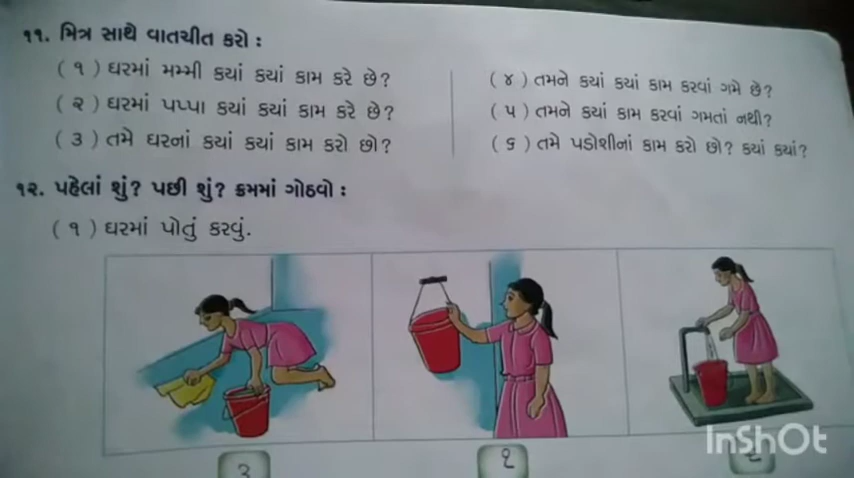 ૧૧. મિત્ર સાથે વાતચીત કરો :
( ૧ ) ઘરમાં મમ્મી કયાં કયાં કામ કરે છે?
( ૨ ) ઘરમાં પપ્પા કયાં કયાં કામ કરે છે?
( ૩ ) તમે ઘરનાં કયાં કયાં કામ કરો છો?
( ૪ ) તમને કયાં કયાં કામ કરવાં ગમે છે?
( ૫ ) તમને કયાં કામ કરવાં ગમતાં નથી?
( ૬ ) તમે પડોશીનાં કામ કરો છો? કયાં કયાં?
૧૨. પહેલાં શું? પછી શું? ક્રમમાં ગોઠવો :
( ૧ ) ઘરમાં પોતું કરવું.
૩ ૧ ૨
InShOt